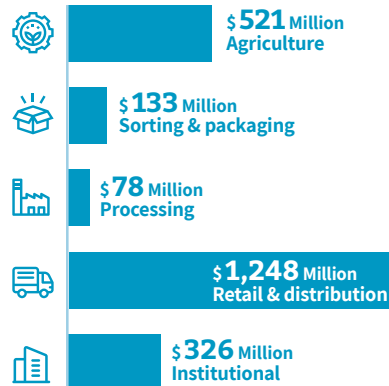 $521 Million
Agriculture
$133 Million
Sorting & packaging
$78 Million
Processing
$1,248 Million
Retail & distribution
$326 Million
Institutional